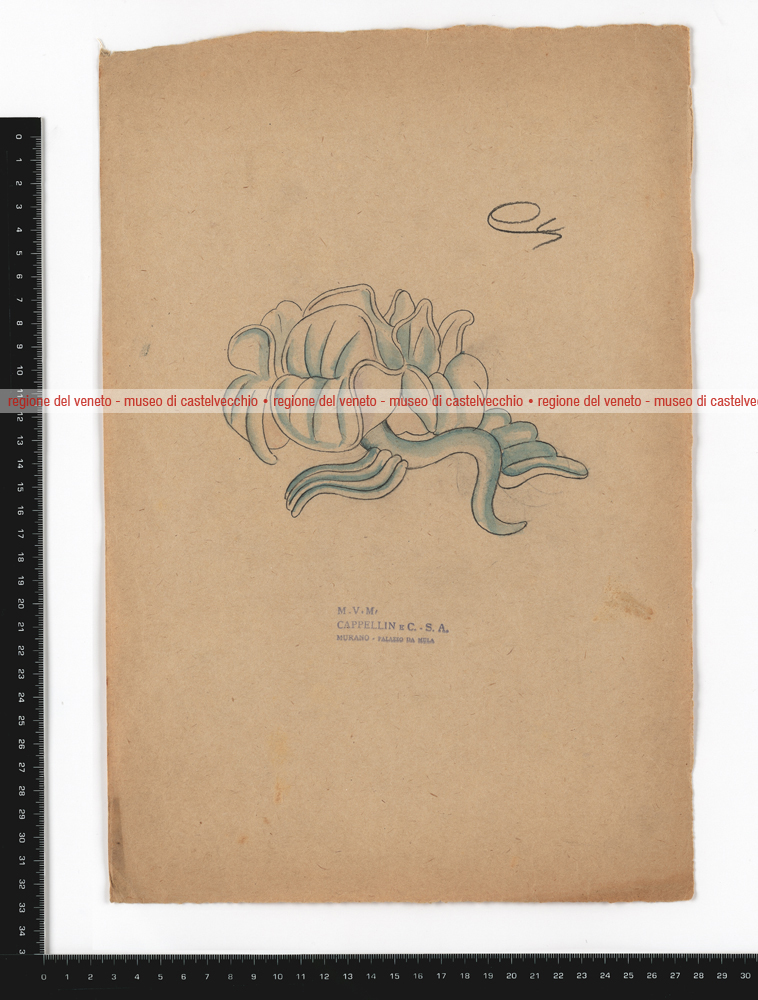 regione del veneto - museo di castelvecchio • regione del veneto - museo di castelvecchio • regione del veneto - museo di castelve
M.V.M.
CAPPELLIN E C. - S. A.
MURANO - PALAZZO DA MULA
0 1 2 3 4 5 6 7 8 9 10 11 12 13 14 15 16 17 18 19 20 21 22 23 24 25 26 27 28 29 30 31 32 33 34 3
0 1 2 3 4 5 6 7 8 9 10 11 12 13 14 15 16 17 18 19 20 21 22 23 24 25 26 27 28 29 30